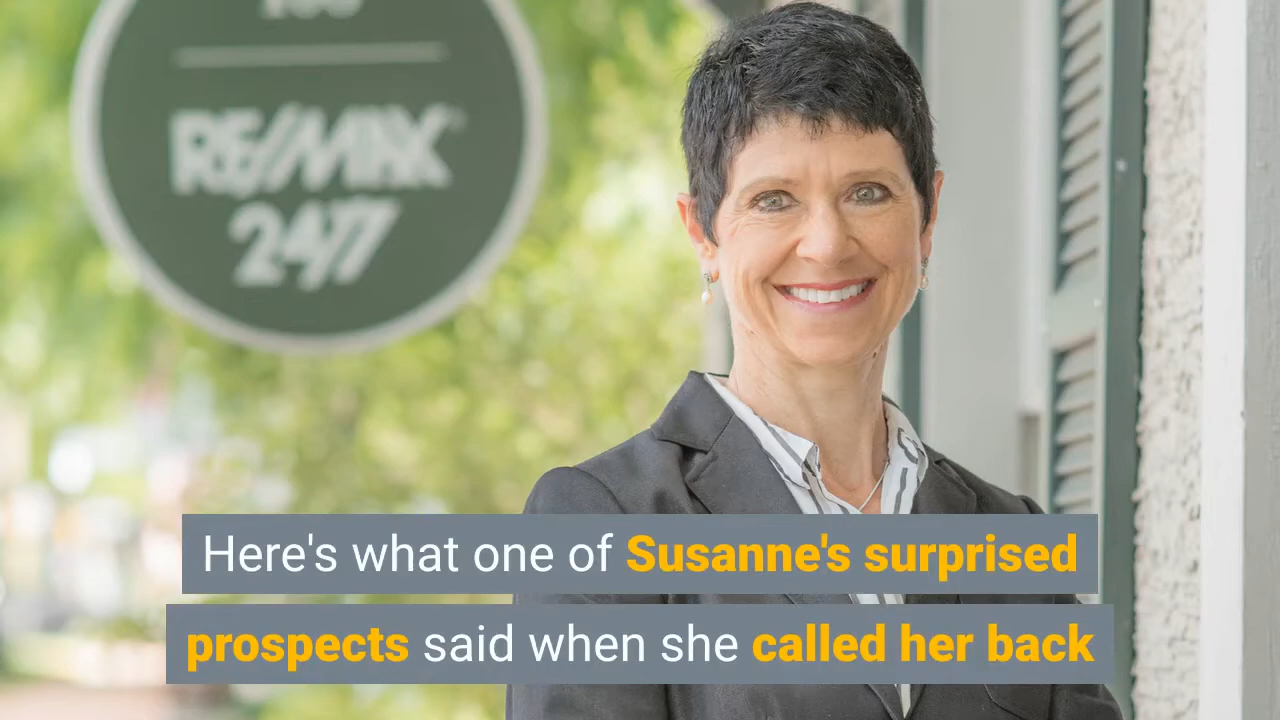 RE/MAX
24/7
Here's what one of Susanne's surprised
prospects said when she called her back